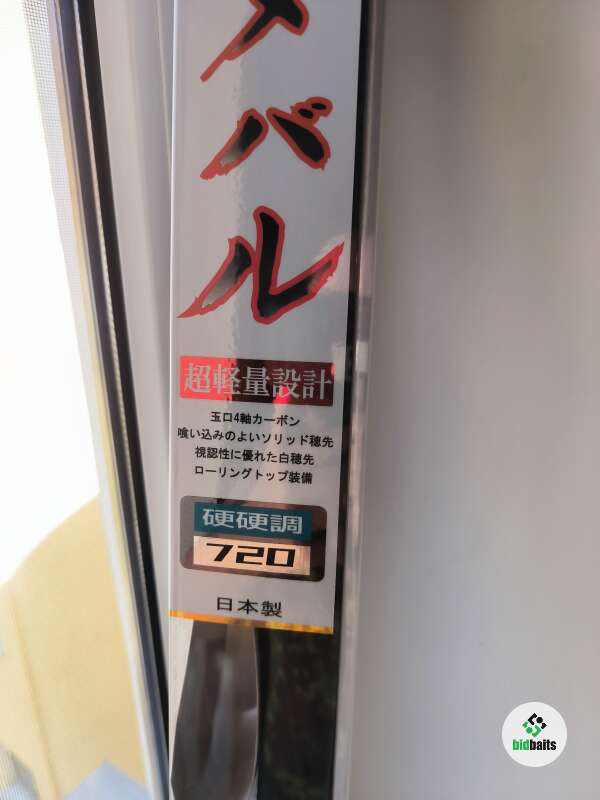 メバル
超軽量設計
玉口4軸カーボン
喰い込みのよいソリッド穂先
視認性に優れた白穂先
ローリングトップ装備
硬硬調
720
日本製
bidbaits